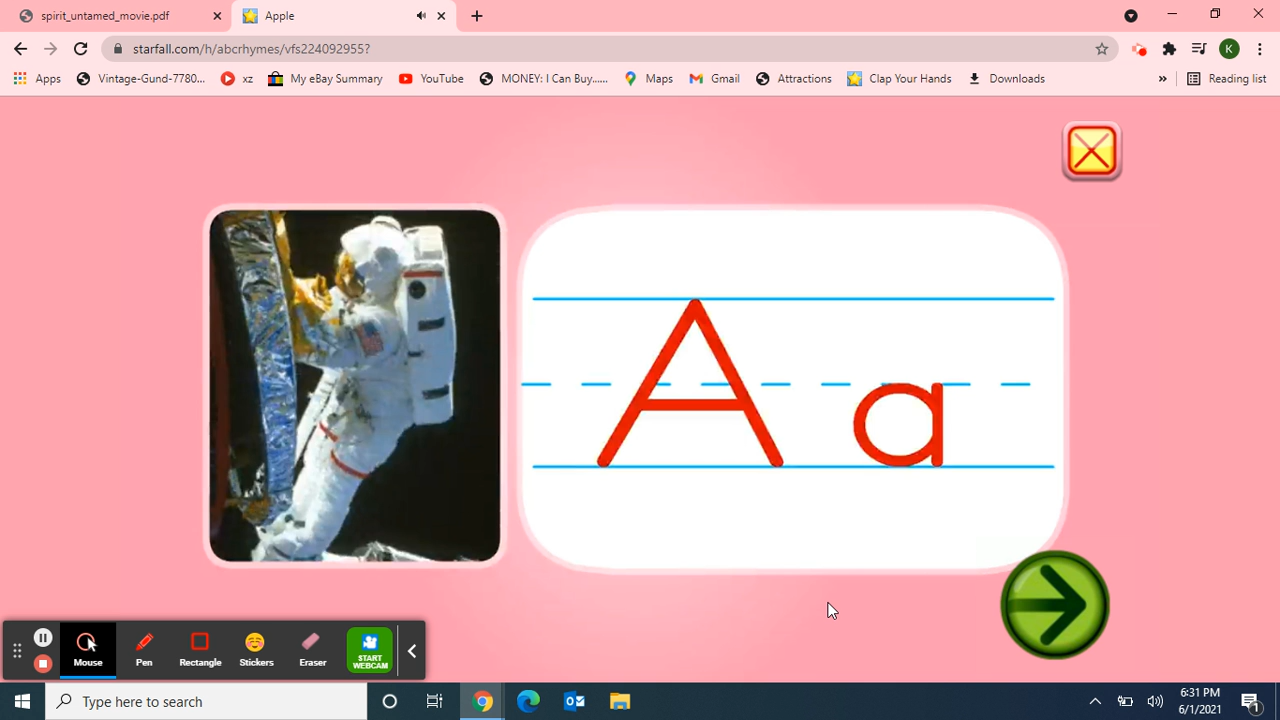 spirit_untamed_movie.pdf
Apple
starfall.com/h/abcrhymes/vfs224092955?
K
Apps
Vintage-Gund-7780...
xz
My eBay Summary
YouTube
MONEY: I Can Buy......
Maps
Gmail
Attractions
Clap Your Hands
Downloads
»
Reading list
A a
Mouse
Pen
Rectangle
Stickers
Eraser
START
WEBCAM
Type here to search
6:31 PM
6/1/2021
1